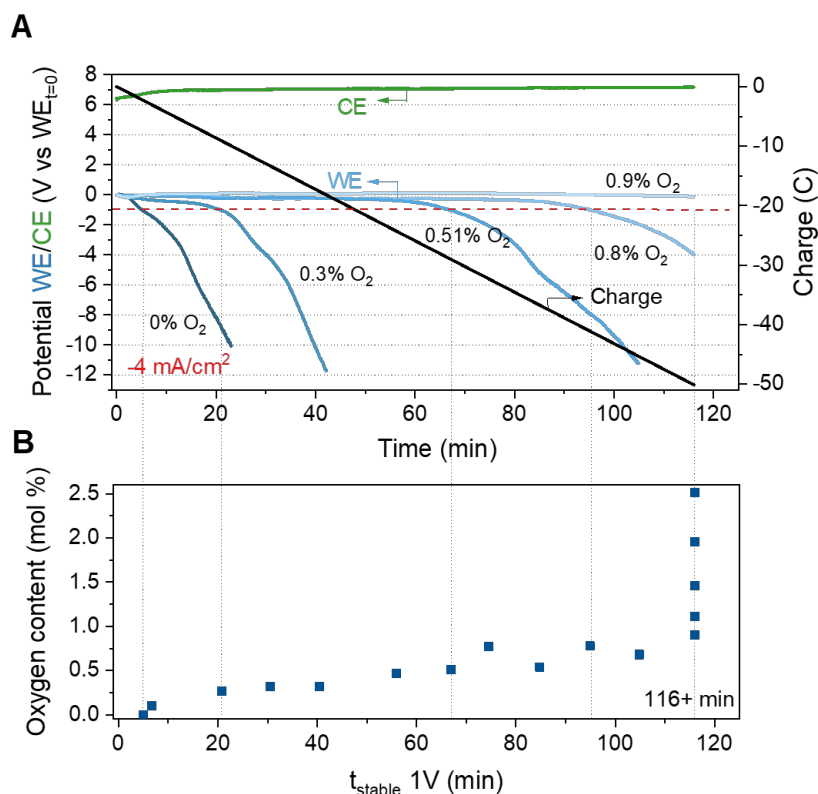 A
Potential WE/CE (V vs WE_{t=0})
8
6
4
2
0
-2
-4
-6
-8
-10
-12
CE
WE
0.9% O₂
0.51% O₂
0.8% O₂
0.3% O₂
0% O₂
Charge
-4 mA/cm²
0
-10
-20
-30
-40
-50
Charge (C)
0 20 40 60 80 100 120
Time (min)
B
Oxygen content (mol %)
2.5
2.0
1.5
1.0
0.5
0.0
116+ min
0 20 40 60 80 100 120
t_{stable} 1V (min)